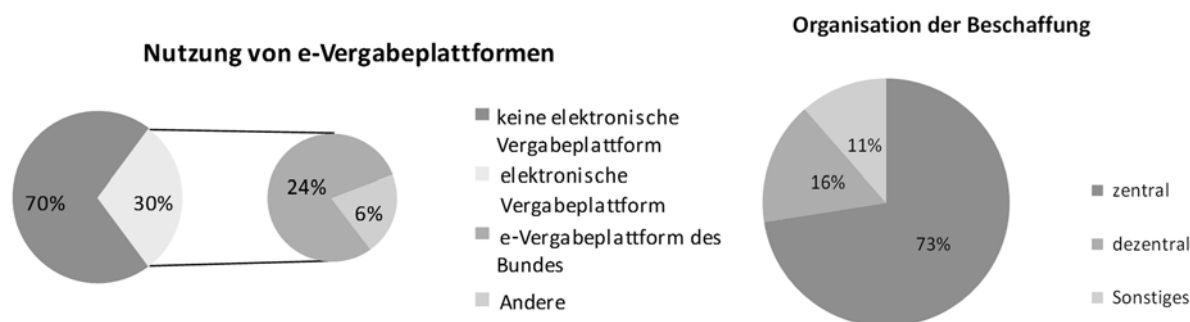 Nutzung von e-Vergabeplattformen
70%
30%
24%
6%
keine elektronische
Vergabeplattform
elektronische
Vergabeplattform
e-Vergabeplattform des
Bundes
Andere
Organisation der Beschaffung
11%
16%
73%
zentral
dezentral
Sonstiges